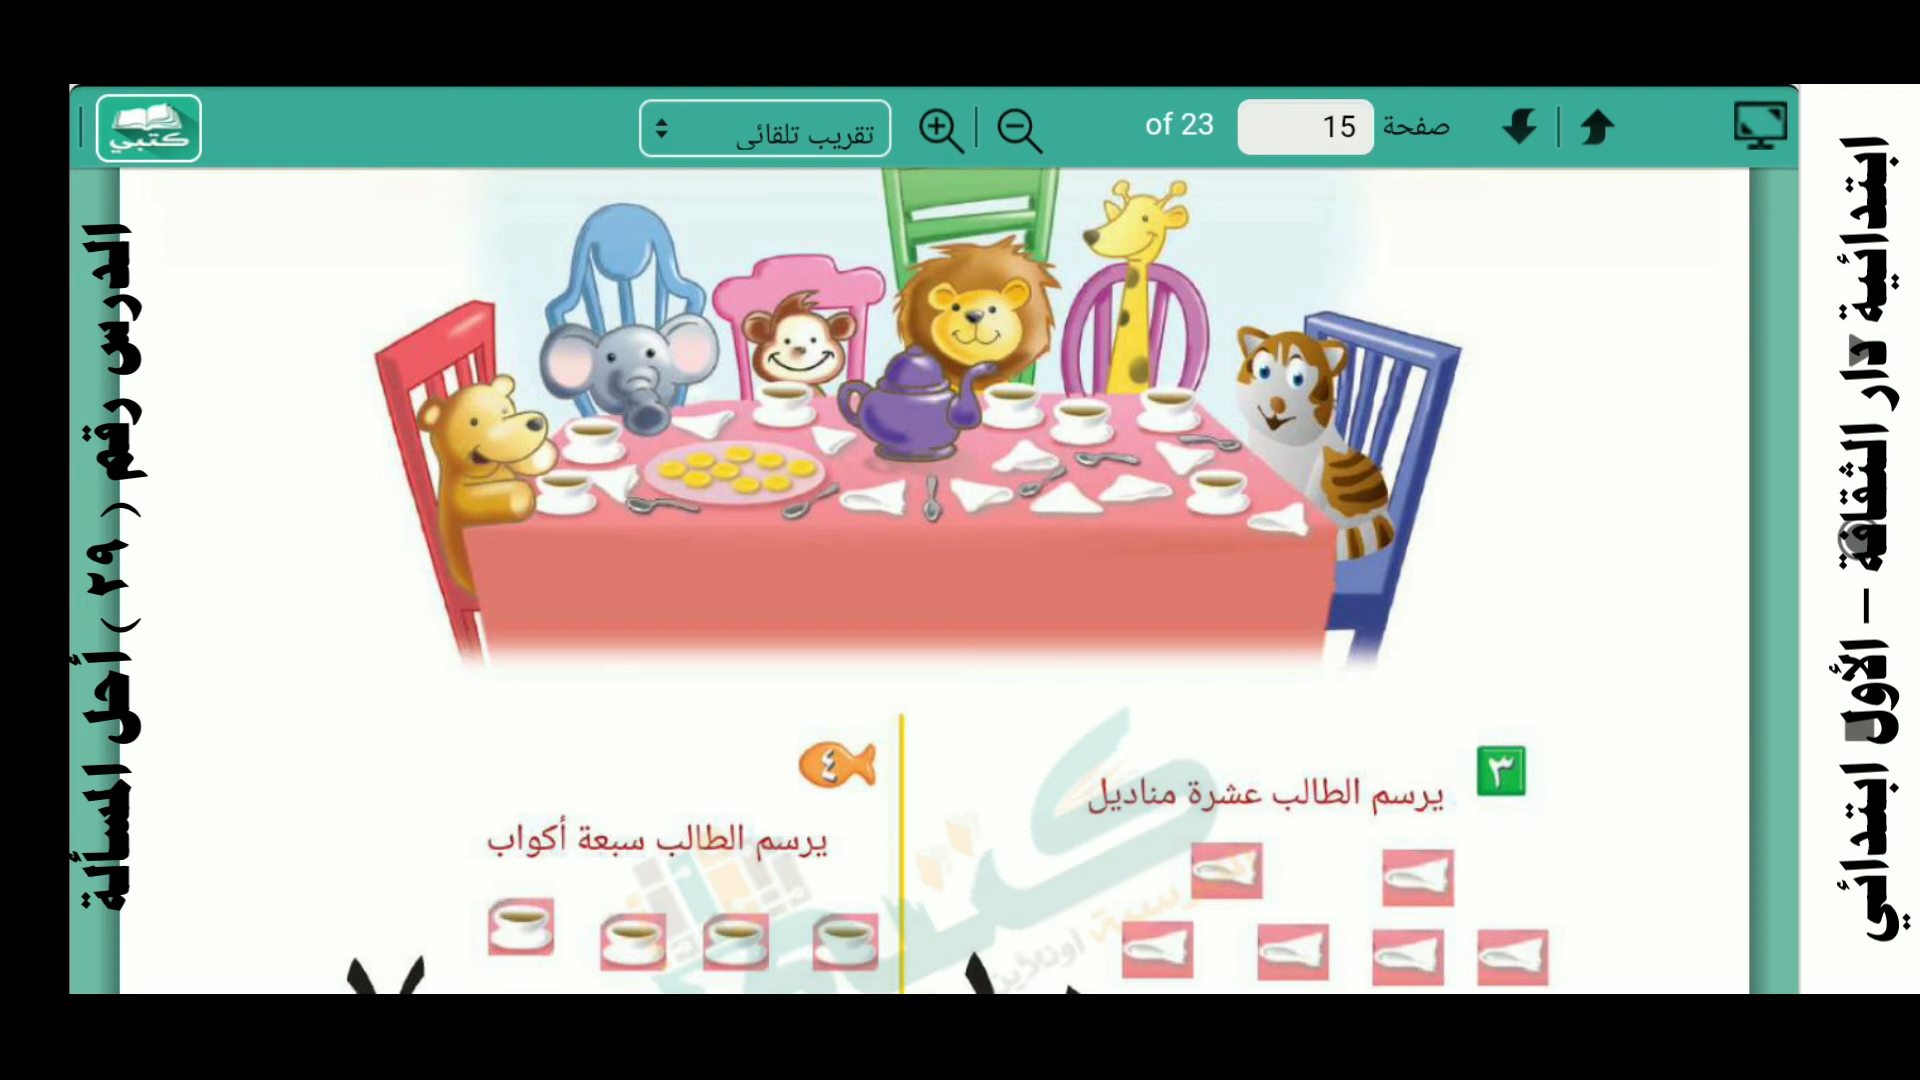 كتبي
تقريب تلقائي
صفحة 15 of 23
ابتدائية دار الثقافة – الأول ابتدائي
الدرس رقم ( ٢٩ ) أحل المسألة
٣
يرسم الطالب عشرة مناديل
٤
يرسم الطالب سبعة أكواب
أونلاين